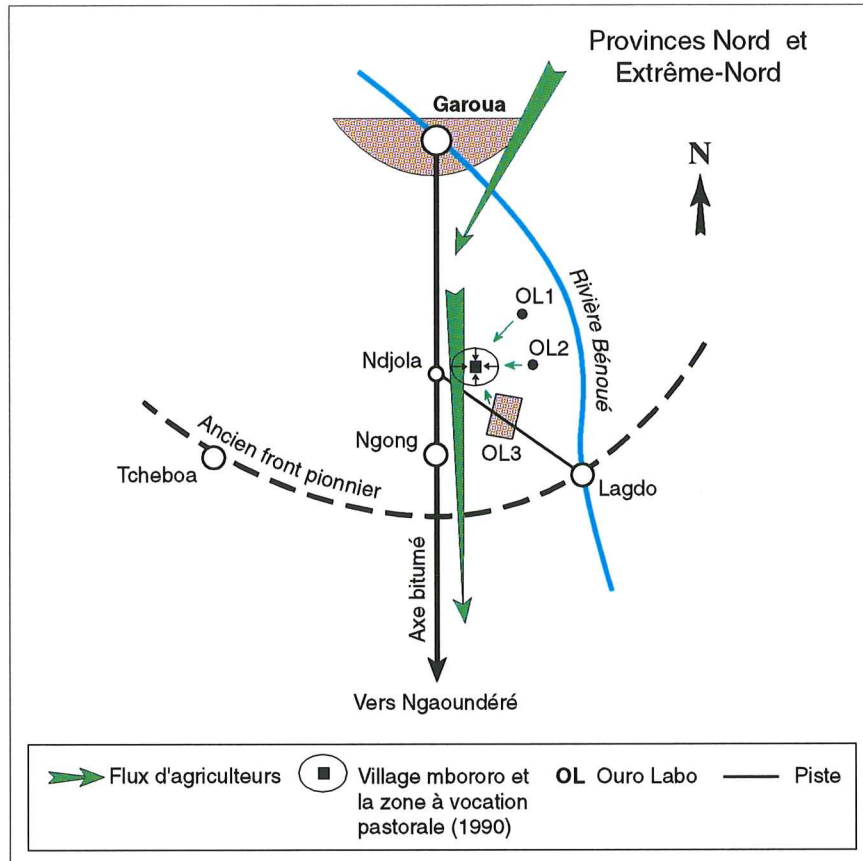 Provinces Nord et
Extrême-Nord
Garoua
N
Rivière Bénoué
OL1
OL2
Ndjola
OL3
Ngong
Ancien front pionnier
Tcheboa
Lagdo
Axe bitumé
Vers Ngaoundéré
Flux d'agriculteurs
Village mbororo et
la zone à vocation
pastorale (1990)
OL Ouro Labo
Piste